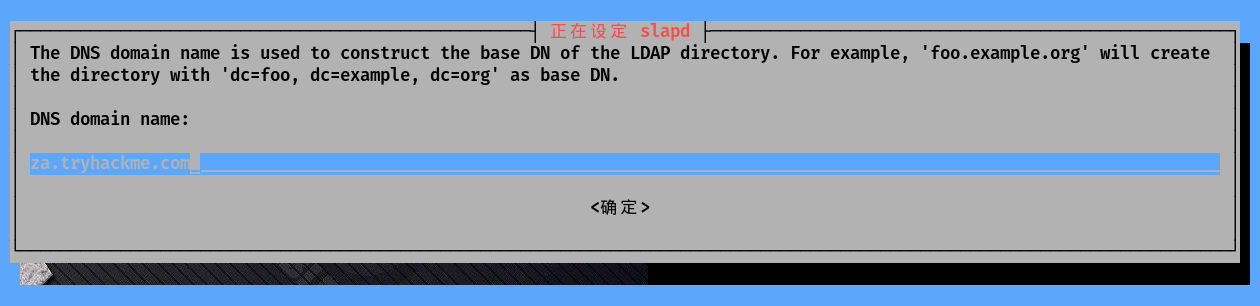 正在设定 slapd
The DNS domain name is used to construct the base DN of the LDAP directory. For example, 'foo.example.org' will create
the directory with 'dc=foo, dc=example, dc=org' as base DN.
DNS domain name:
za.tryhackme.com
<确定>